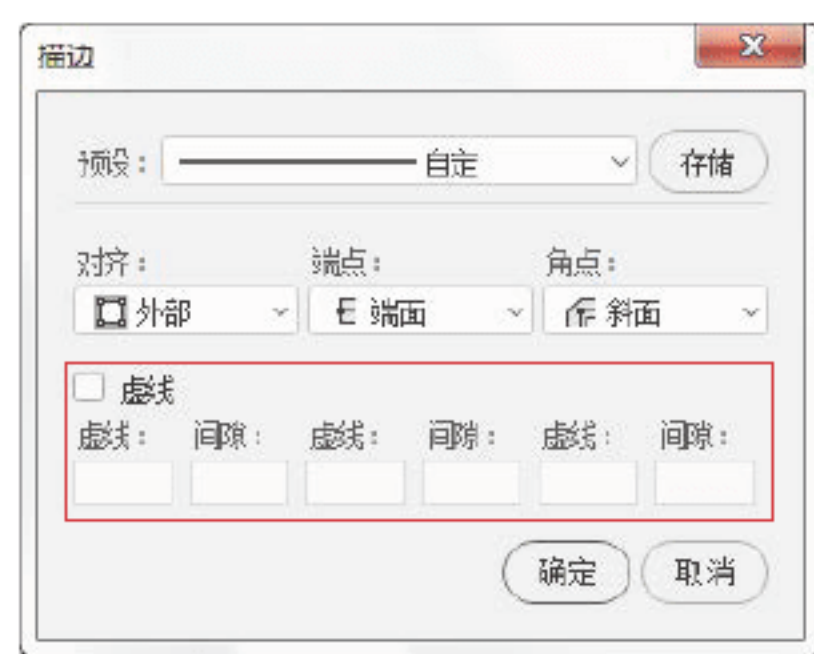 描边
预设： 自定 存储
对齐： 端点： 角点：
外部 端面 斜面
虚线
虚线： 间隙： 虚线： 间隙： 虚线： 间隙：
确定 取消